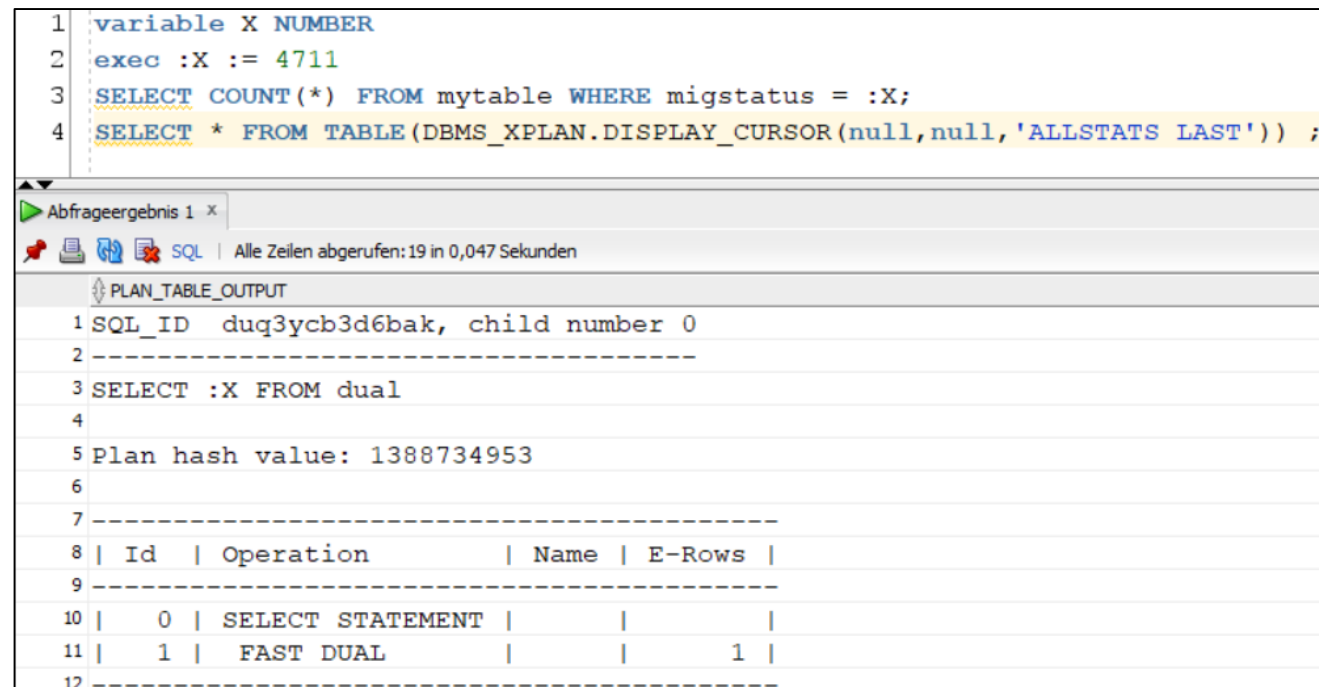 1 variable X NUMBER
2 exec :X := 4711
3 SELECT COUNT(*) FROM mytable WHERE migstatus = :X;
4 SELECT * FROM TABLE(DBMS_XPLAN.DISPLAY_CURSOR(null,null,'ALLSTATS LAST')) ;
Abfrageergebnis 1 x
SQL | Alle Zeilen abgerufen: 19 in 0,047 Sekunden
PLAN_TABLE_OUTPUT
1 SQL_ID  duq3ycb3d6bak, child number 0
2 -------------------------------------
3 SELECT :X FROM dual
4
5 Plan hash value: 1388734953
6
7 ------------------------------------------
8 | Id  | Operation        | Name | E-Rows |
9 ------------------------------------------
10 |   0 | SELECT STATEMENT |      |        |
11 |   1 |  FAST DUAL       |      |      1 |
12 ------------------------------------------